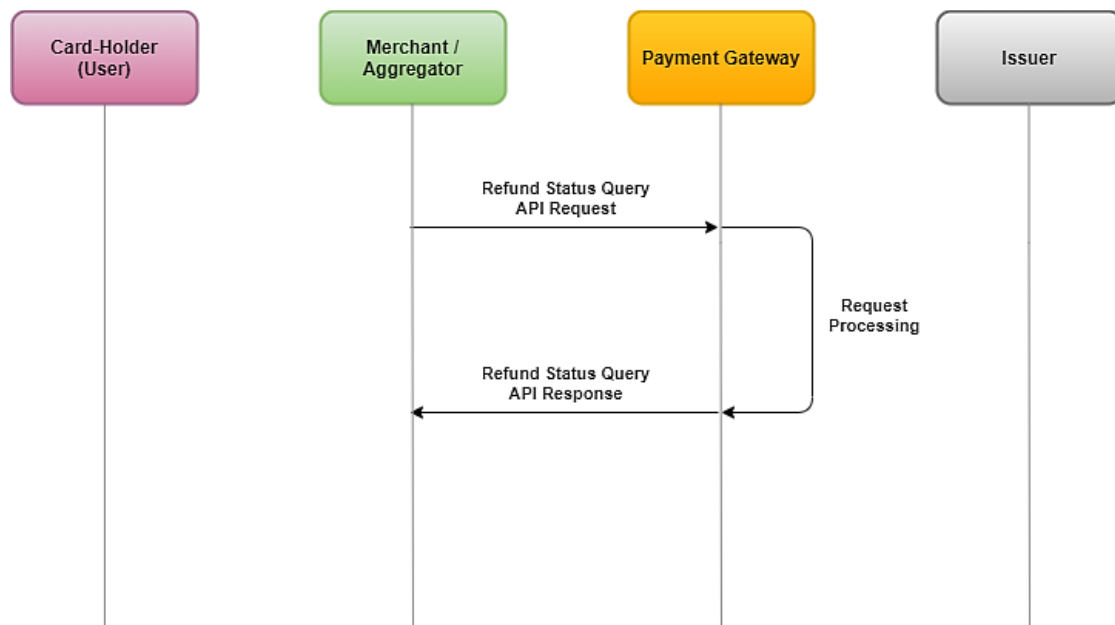 Card-Holder
(User)
Merchant /
Aggregator
Payment Gateway
Issuer
Refund Status Query
API Request
Request
Processing
Refund Status Query
API Response